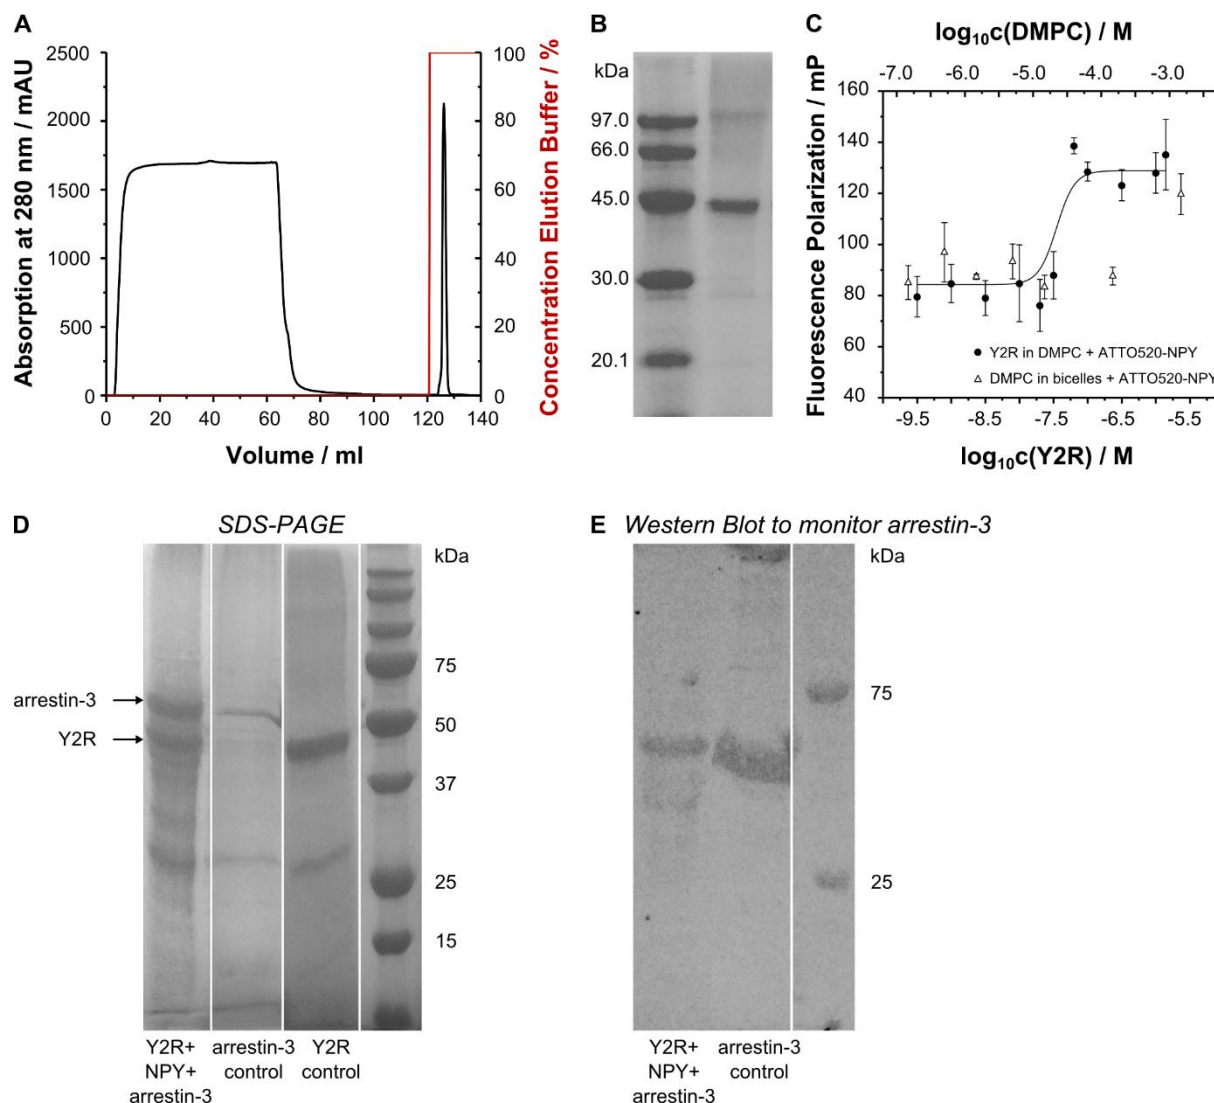 A
Absorption at 280 nm / mAU
2500
2000
1500
1000
500
0
0 20 40 60 80 100 120 140
Volume / ml
100
80
60
40
20
0
Concentration Elution Buffer / %
B
kDa
97.0
66.0
45.0
30.0
20.1
C
log₁₀c(DMPC) / M
-7.0 -6.0 -5.0 -4.0 -3.0
Fluorescence Polarization / mP
160
140
120
100
80
60
40
Y2R in DMPC + ATTO520-NPY
DMPC in bicelles + ATTO520-NPY
-9.5 -8.5 -7.5 -6.5 -5.5
log₁₀c(Y2R) / M
D
SDS-PAGE
kDa
75
50
37
25
15
arrestin-3
Y2R
Y2R+
NPY+
arrestin-3
arrestin-3
control
Y2R
control
E
Western Blot to monitor arrestin-3
kDa
75
25
Y2R+
NPY+
arrestin-3
arrestin-3
control